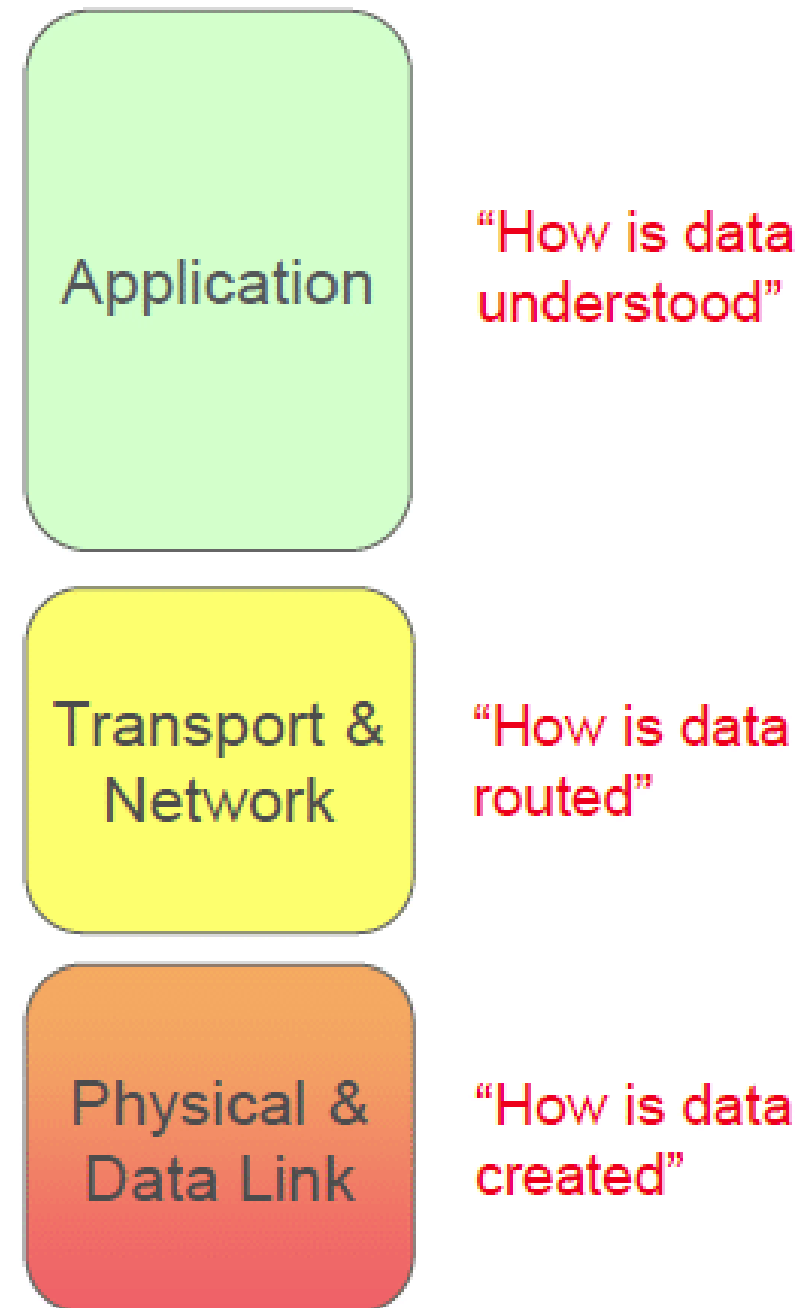 Application
“How is data
understood”
Transport &
Network
“How is data
routed”
Physical &
Data Link
“How is data
created”